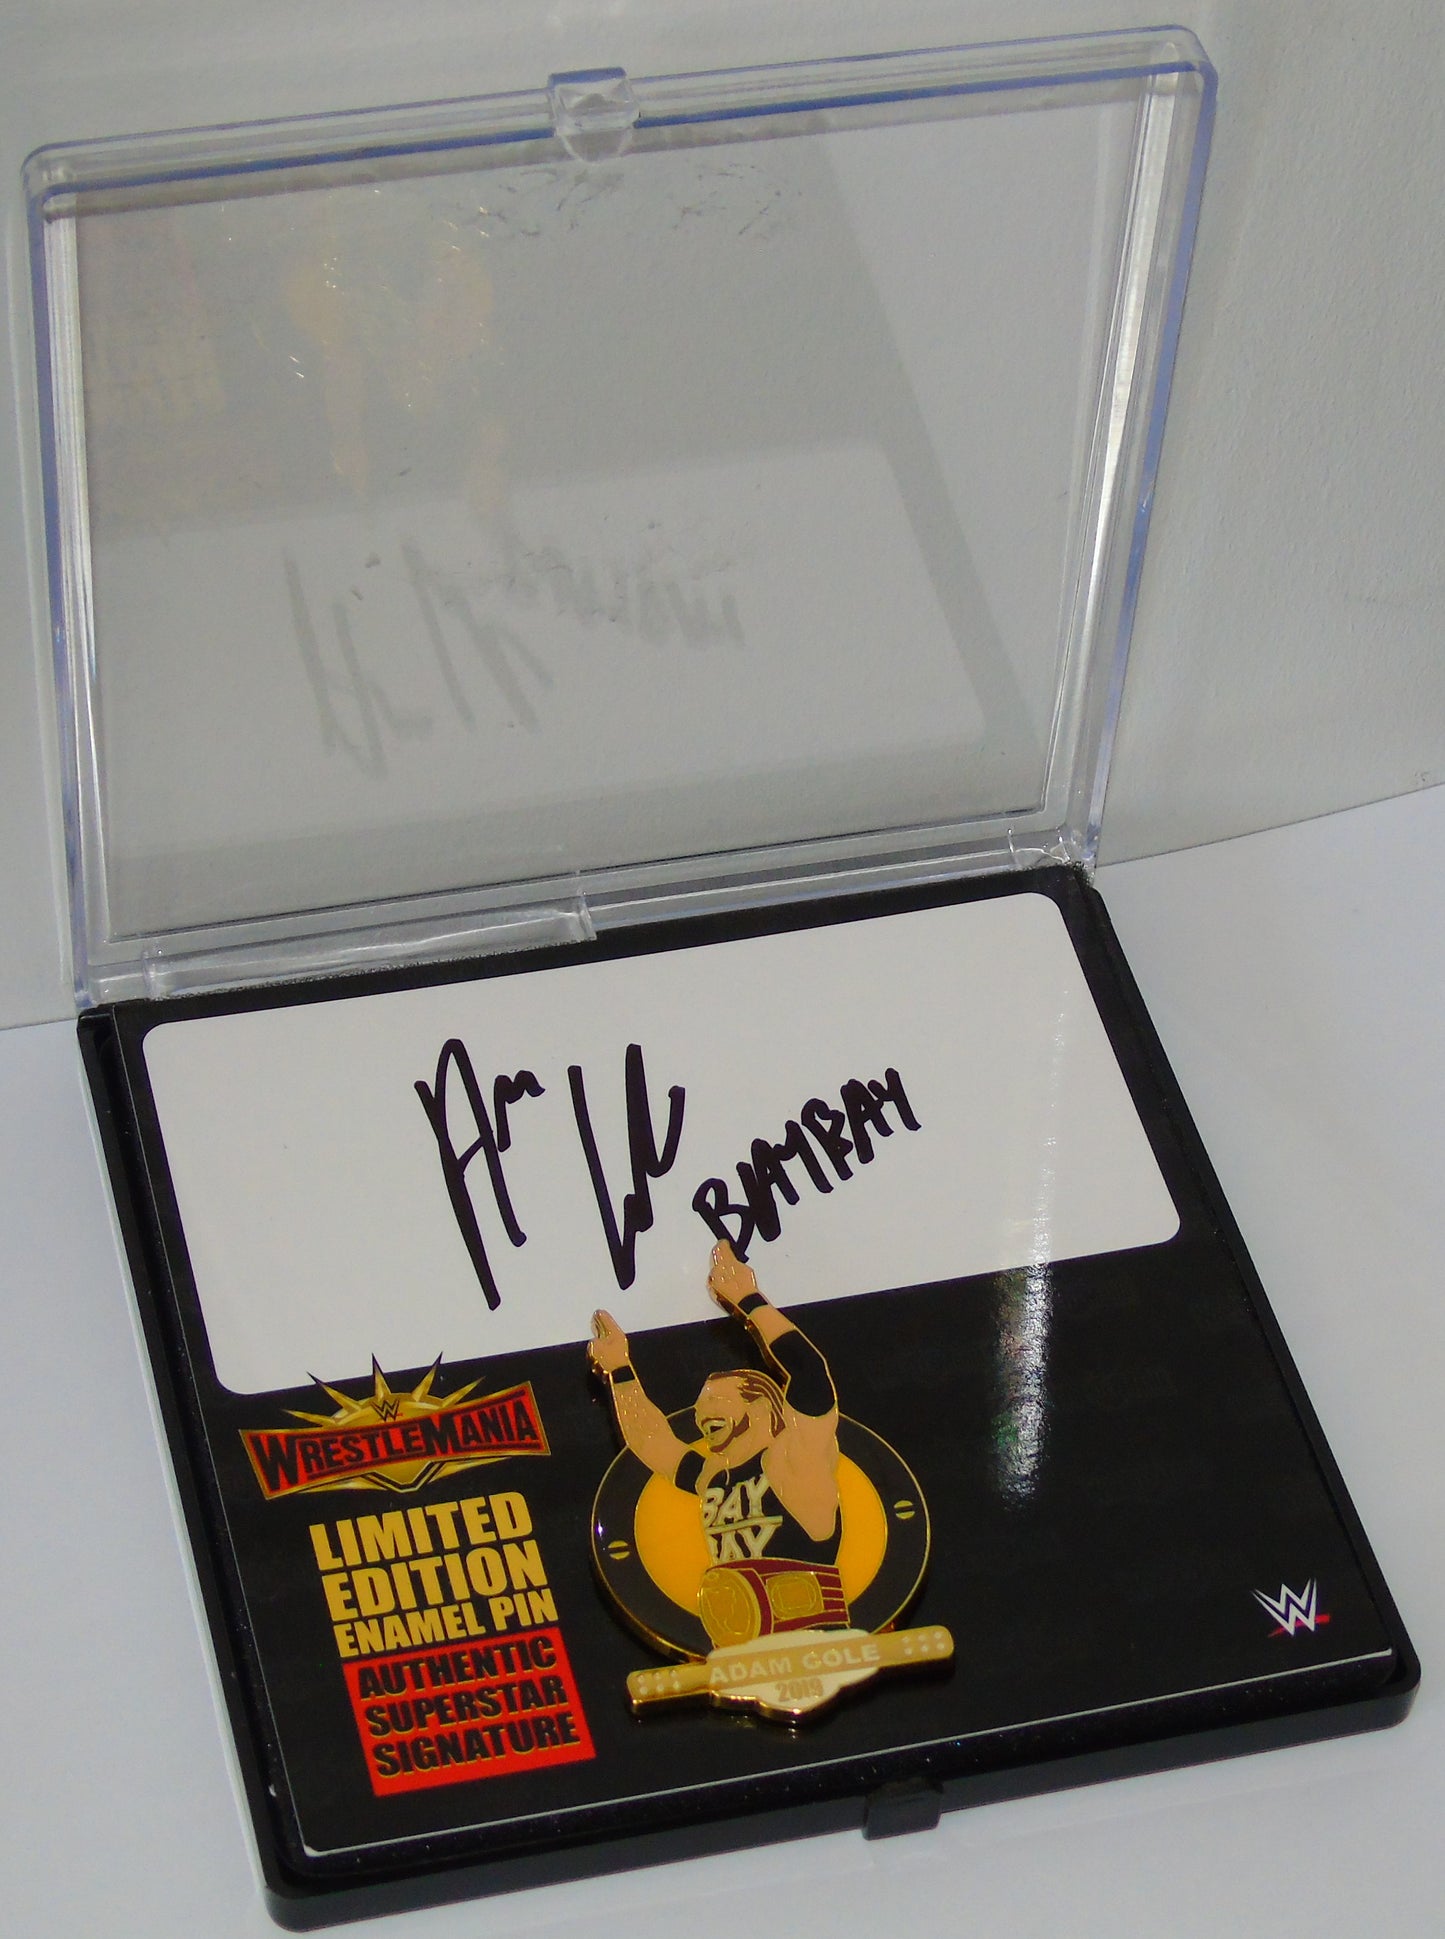 BAYBAY
W
WRESTLEMANIA
LIMITED
EDITION
ENAMEL PIN
AUTHENTIC
SUPERSTAR
SIGNATURE
BAY
BAY
ADAM COLE
2019
W